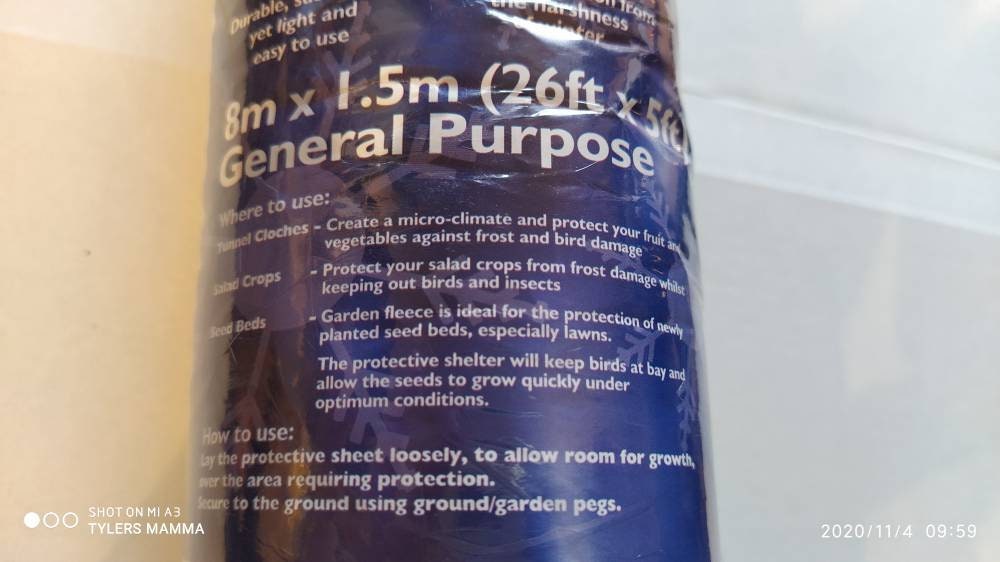 Durable,
yet light and
easy to use
from
the harshness
winter
8m x 1.5m (26ft x 5ft)
General Purpose
Where to use:
Tunnel Cloches - Create a micro-climate and protect your fruit and
vegetables against frost and bird damage
Salad Crops - Protect your salad crops from frost damage whilst
keeping out birds and insects
Seed Beds - Garden fleece is ideal for the protection of newly
planted seed beds, especially lawns.
The protective shelter will keep birds at bay and
allow the seeds to grow quickly under
optimum conditions.
How to use:
Lay the protective sheet loosely, to allow room for growth,
over the area requiring protection.
Secure to the ground using ground/garden pegs.
SHOT ON MI A3
TYLERS MAMMA
2020/11/4 09:59